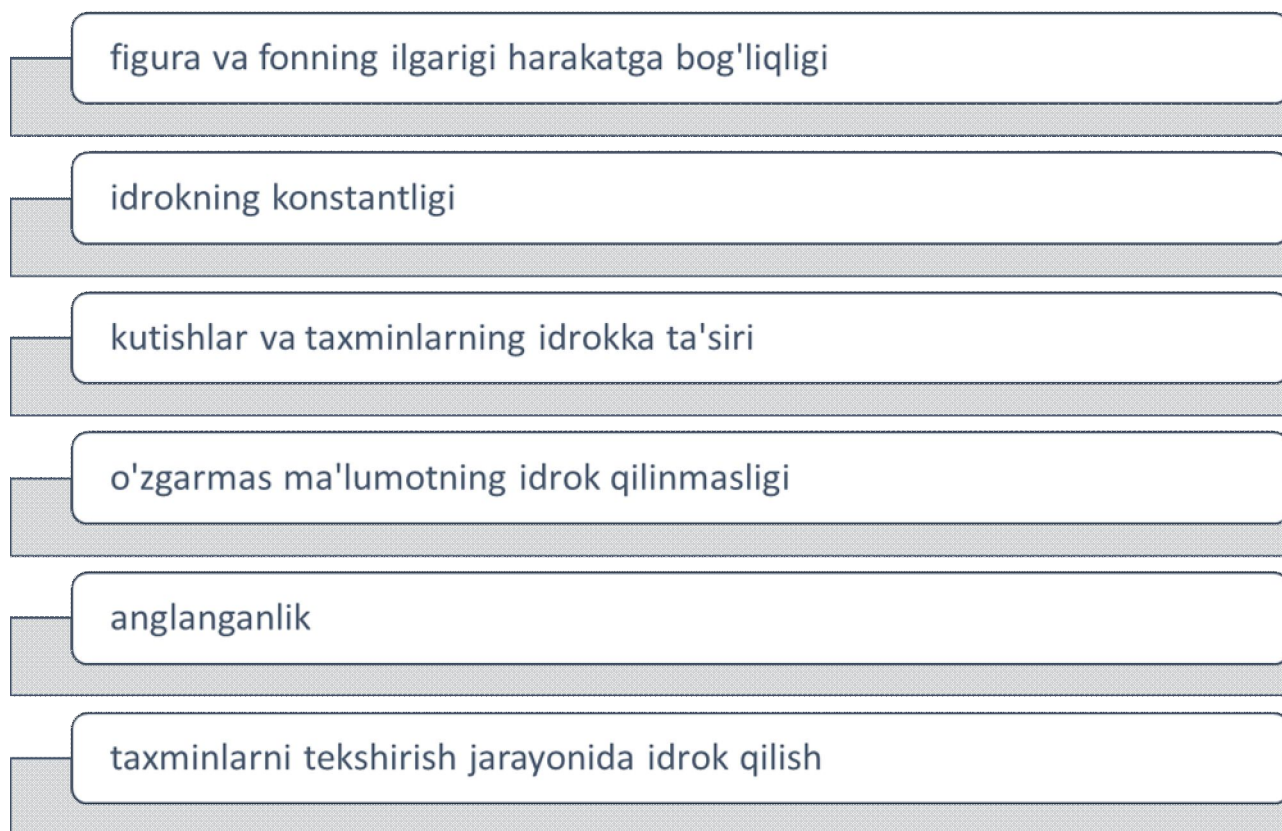 figura va fonning ilgarigi harakatga bog'liqligi
idrokning konstantligi
kutishlar va taxminlarning idrokka ta'siri
o'zgarmas ma'lumotning idrok qilinmasligi
anglanganlik
taxminlarni tekshirish jarayonida idrok qilish